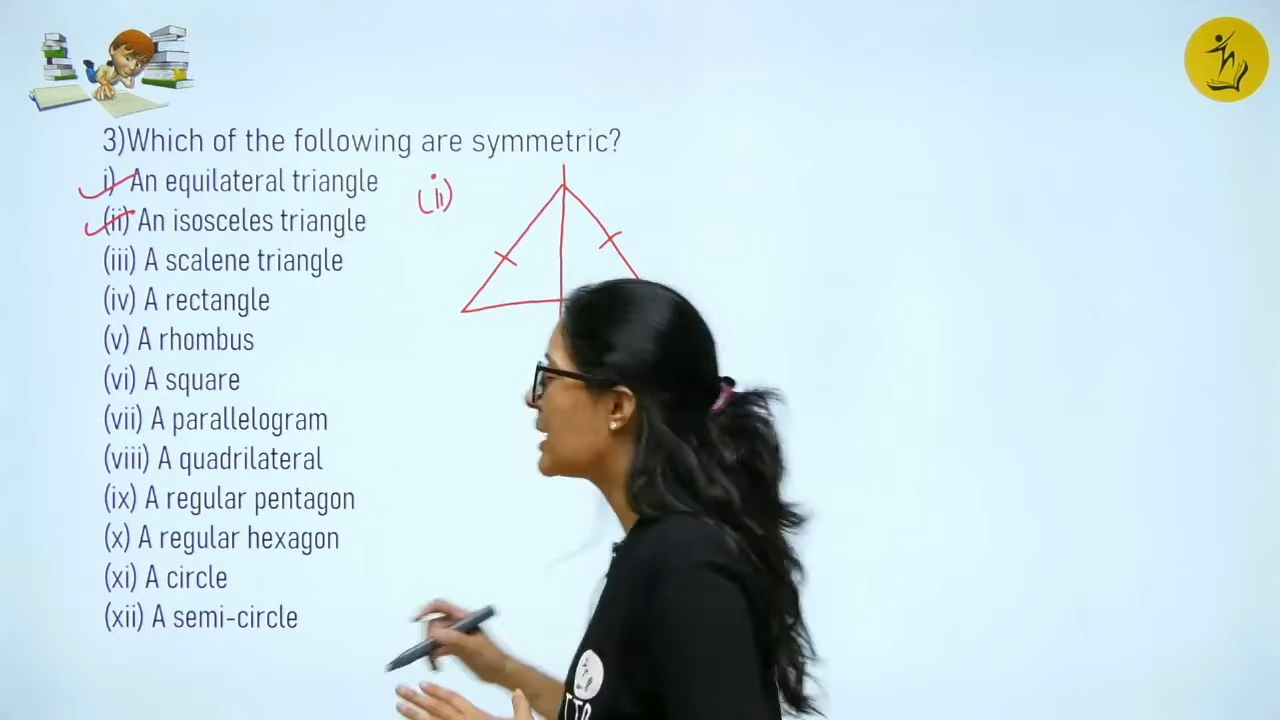 3)Which of the following are symmetric?
i) An equilateral triangle
(ii)
(ii) An isosceles triangle
(iii) A scalene triangle
(iv) A rectangle
(v) A rhombus
(vi) A square
(vii) A parallelogram
(viii) A quadrilateral
(ix) A regular pentagon
(x) A regular hexagon
(xi) A circle
(xii) A semi-circle